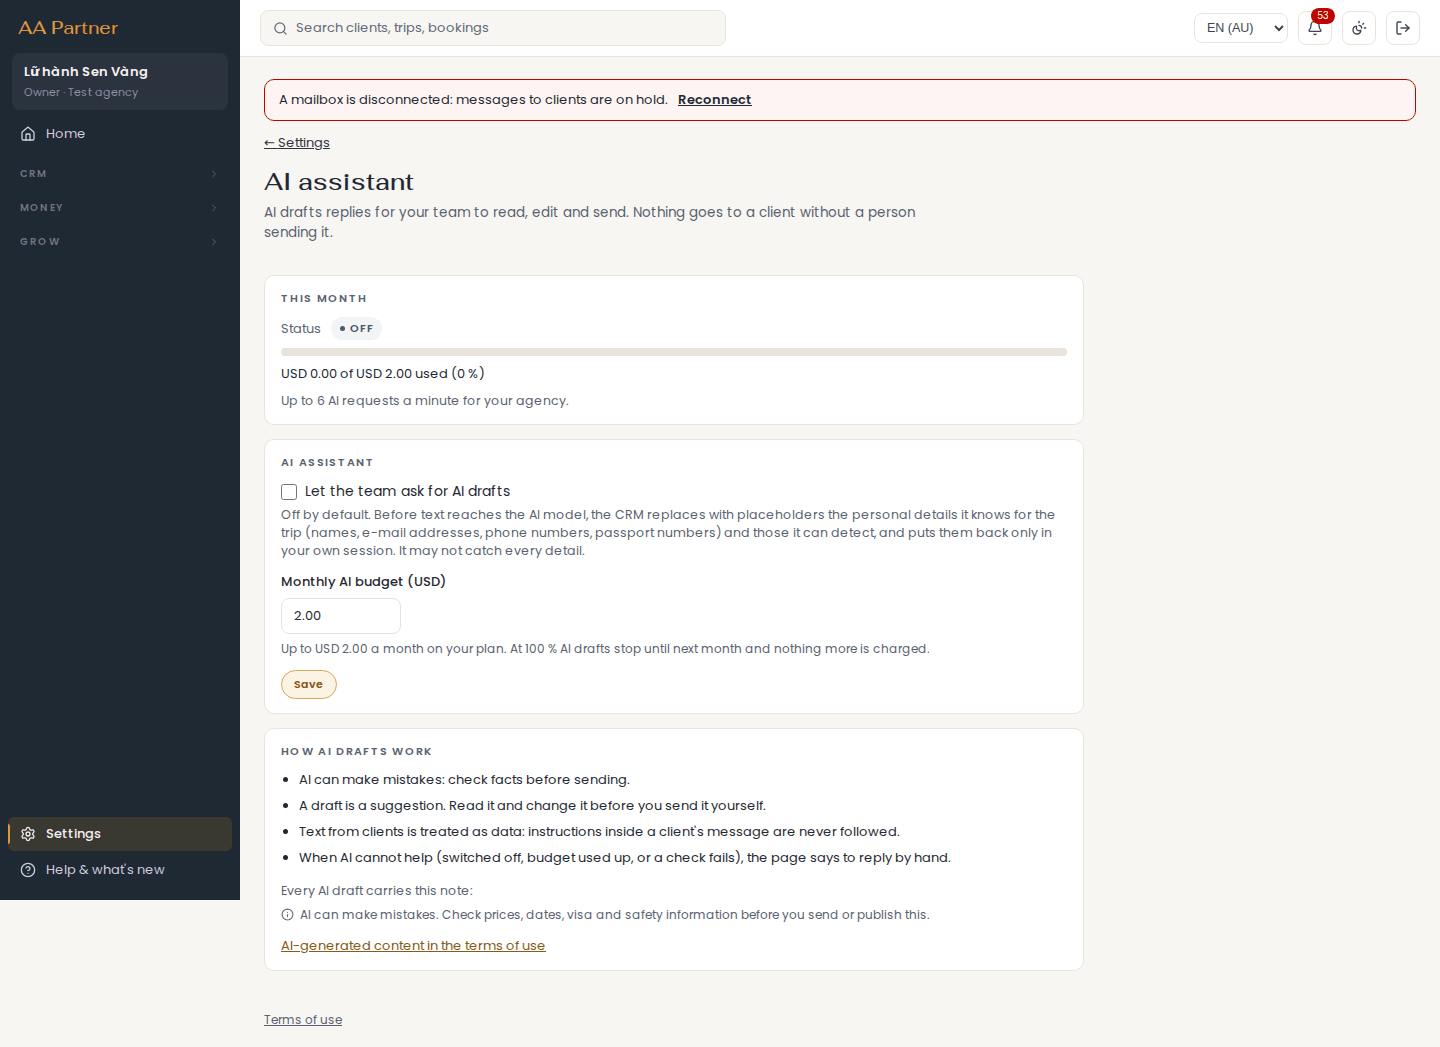 AA Partner
Lữ hành Sen Vàng
Owner · Test agency
Home
CRM
MONEY
GROW
Settings
Help & what's new
Search clients, trips, bookings
EN (AU)
53
A mailbox is disconnected: messages to clients are on hold. Reconnect
← Settings
AI assistant
AI drafts replies for your team to read, edit and send. Nothing goes to a client without a person
sending it.
THIS MONTH
Status OFF
USD 0.00 of USD 2.00 used (0 %)
Up to 6 AI requests a minute for your agency.
AI ASSISTANT
Let the team ask for AI drafts
Off by default. Before text reaches the AI model, the CRM replaces with placeholders the personal details it knows for the
trip (names, e-mail addresses, phone numbers, passport numbers) and those it can detect, and puts them back only in
your own session. It may not catch every detail.
Monthly AI budget (USD)
2.00
Up to USD 2.00 a month on your plan. At 100 % AI drafts stop until next month and nothing more is charged.
Save
HOW AI DRAFTS WORK
• AI can make mistakes: check facts before sending.
• A draft is a suggestion. Read it and change it before you send it yourself.
• Text from clients is treated as data: instructions inside a client's message are never followed.
• When AI cannot help (switched off, budget used up, or a check fails), the page says to reply by hand.
Every AI draft carries this note:
AI can make mistakes. Check prices, dates, visa and safety information before you send or publish this.
AI-generated content in the terms of use
Terms of use